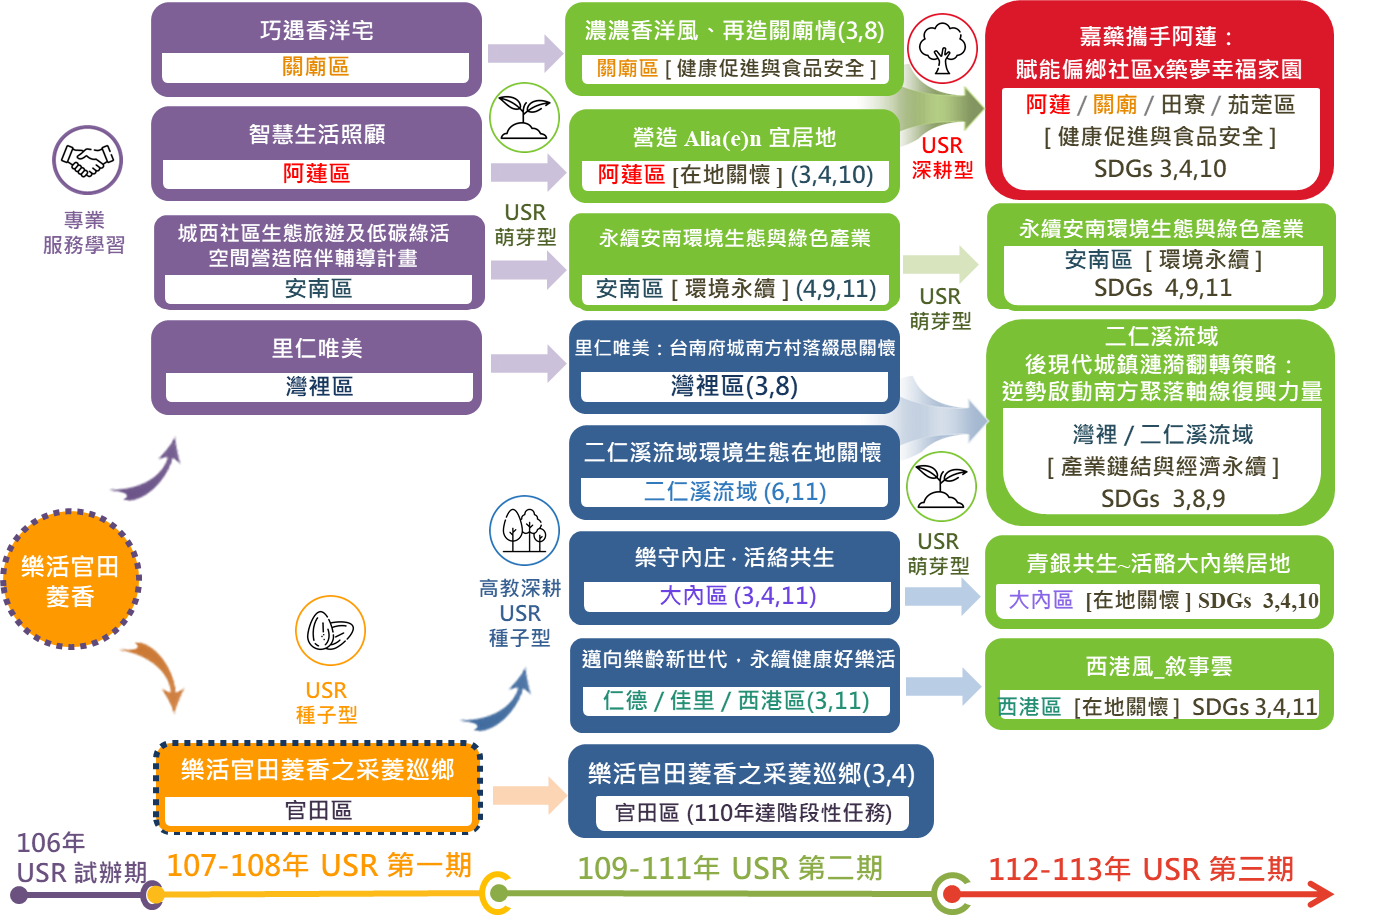 專業
服務學習
樂活官田
菱香
巧遇香洋宅
關廟區
智慧生活照顧
阿蓮區
城西社區生態旅遊及低碳綠活
空間營造陪伴輔導計畫
安南區
里仁唯美
灣裡區
USR
種子型
樂活官田菱香之采菱巡鄉
官田區
USR
萌芽型
高教深耕
USR
種子型
濃濃香洋風、再造關廟情(3,8)
關廟區 [ 健康促進與食品安全 ]
營造 Alia(e)n 宜居地
阿蓮區 [在地關懷 ] (3,4,10)
永續安南環境生態與綠色產業
安南區 [ 環境永續 ] (4,9,11)
里仁唯美：台南府城南方村落綴思關懷
灣裡區(3,8)
二仁溪流域環境生態在地關懷
二仁溪流域 (6,11)
樂守內庄．活絡共生
大內區 (3,4,11)
邁向樂齡新世代．永續健康好樂活
仁德 / 佳里 / 西港區(3,11)
樂活官田菱香之采菱巡鄉(3,4)
官田區 (110年達階段性任務)
USR
深耕型
USR
萌芽型
USR
萌芽型
嘉藥攜手阿蓮：
賦能偏鄉社區x築夢幸福家園
阿蓮 / 關廟 / 田寮 / 茄萣區
[ 健康促進與食品安全 ]
SDGs 3,4,10
永續安南環境生態與綠色產業
安南區 [ 環境永續 ]
SDGs 4,9,11
二仁溪流域
後現代城鎮漣漪翻轉策略：
逆勢啟動南方聚落軸線復興力量
灣裡 / 二仁溪流域
[ 產業鏈結與經濟永續 ]
SDGs 3,8,9
青銀共生~活酪大內樂居地
大內區 [在地關懷 ] SDGs 3,4,10
西港風_敘事雲
西港區 [在地關懷 ] SDGs 3,4,11
106年
USR 試辦期
107-108年 USR 第一期
109-111年 USR 第二期
112-113年 USR 第三期